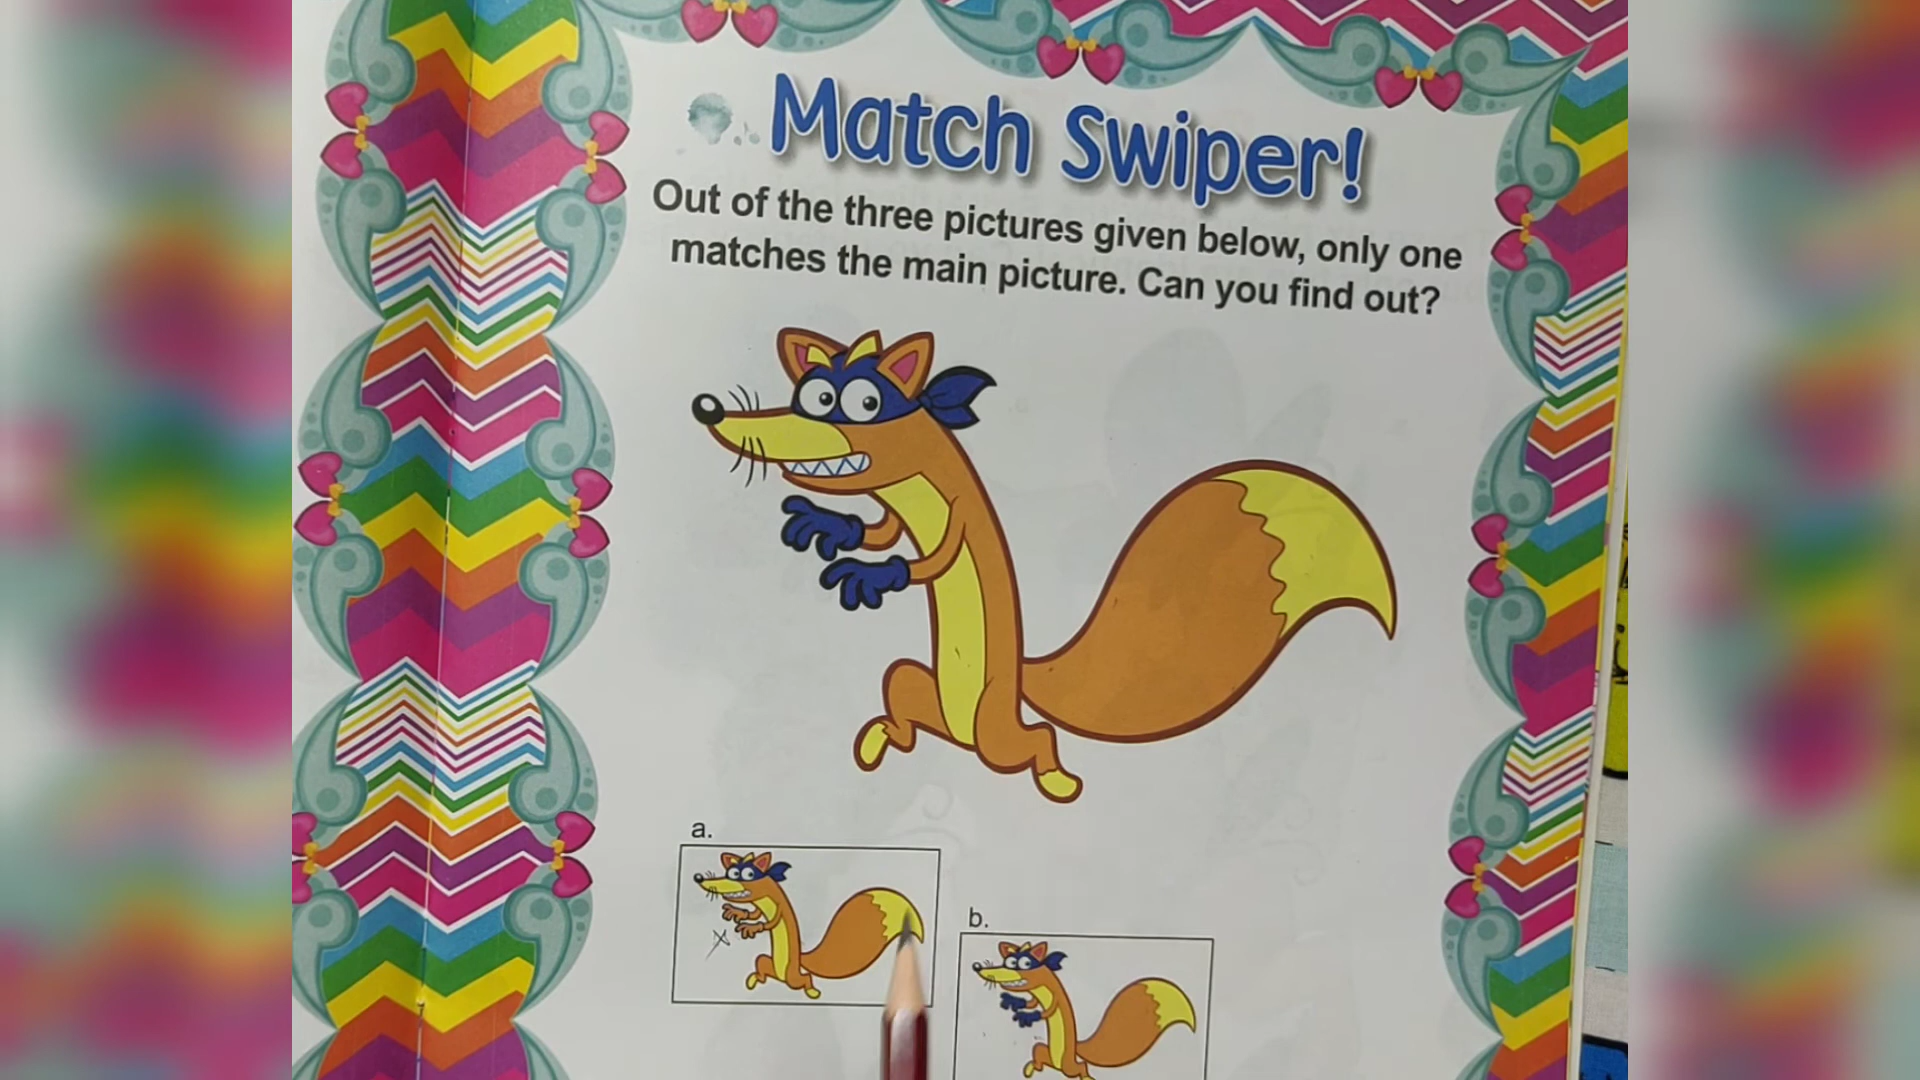 Match Swiper!
Out of the three pictures given below, only one
matches the main picture. Can you find out?
a.
b.